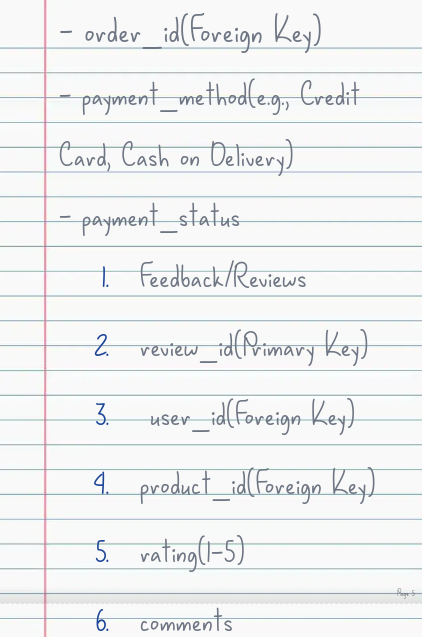 - order_id(Foreign Key)
- payment_method(e.g., Credit
Card, Cash on Delivery)
- payment_status
1. Feedback/Reviews
2. review_id(Primary Key)
3. user_id(Foreign Key)
4. product_id(Foreign Key)
5. rating(1-5)
Page 5
6. comments